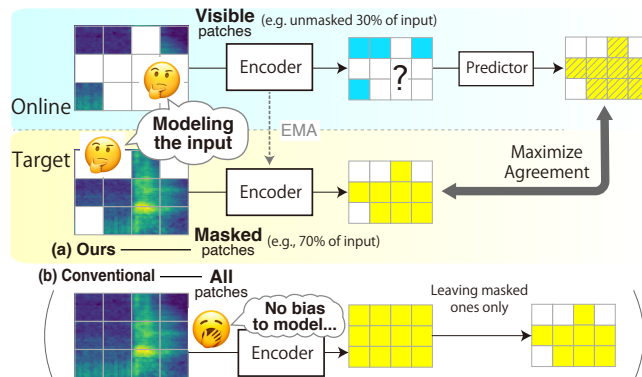 Visible
patches
(e.g. unmasked 30% of input)
Encoder
?
Predictor
Online
Modeling
the input
EMA
Target
Encoder
Maximize
Agreement
(a) Ours
Masked
patches
(e.g., 70% of input)
(b) Conventional
All
patches
No bias
to model...
Encoder
Leaving masked
ones only